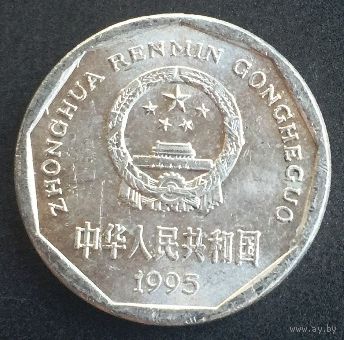 ZHONGHUA RENMIN GONGHEGUO
中华人民共和国
1995
www.ay.by